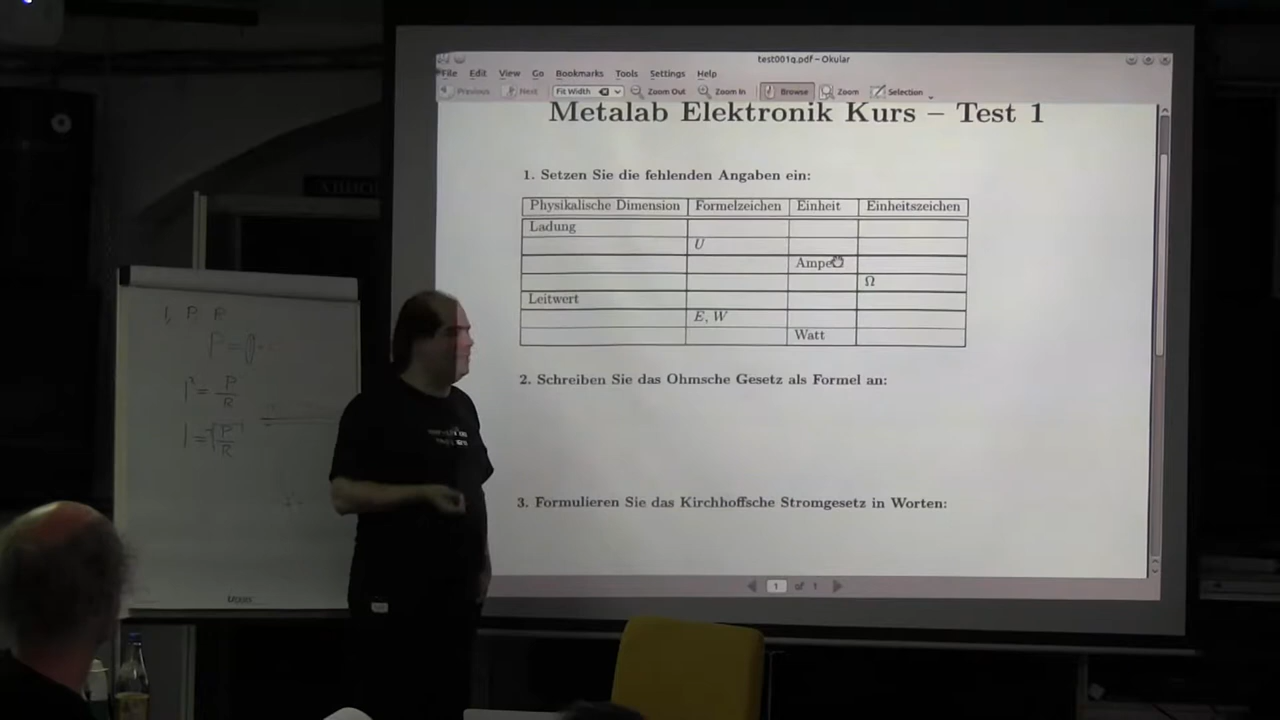 test001q.pdf – Okular
File Edit View Go Bookmarks Tools Settings Help
Previous Next Fit Width Zoom Out Zoom In Browse Zoom Selection
Metalab Elektronik Kurs – Test 1
1. Setzen Sie die fehlenden Angaben ein:
Physikalische Dimension Formelzeichen Einheit Einheitszeichen
Ladung
U
Ω
Leitwert
E, W
Watt
2. Schreiben Sie das Ohmsche Gesetz als Formel an:
3. Formulieren Sie das Kirchhoffsche Stromgesetz in Worten:
1 of 1
I, P, R
I² = P/R
I = √P/R